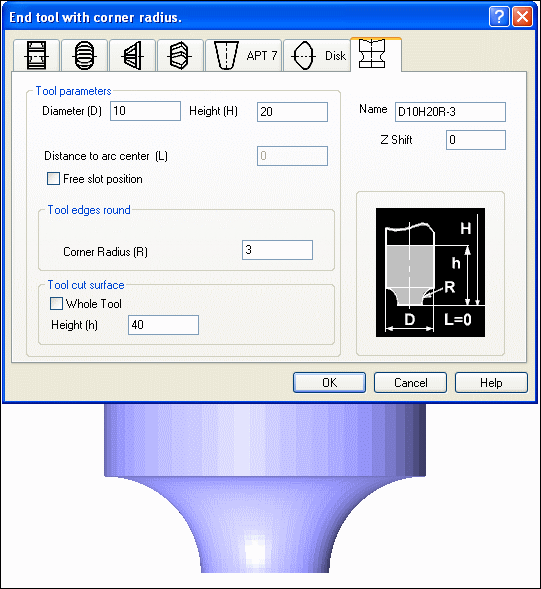 End tool with corner radius.
APT 7
Disk
Tool parameters
Diameter (D) 10 Height (H) 20
Distance to arc center (L) 0
Free slot position
Tool edges round
Corner Radius (R) 3
Tool cut surface
Whole Tool
Height (h) 40
Name D10H20R-3
Z Shift 0
H
h
R
D L=0
OK Cancel Help